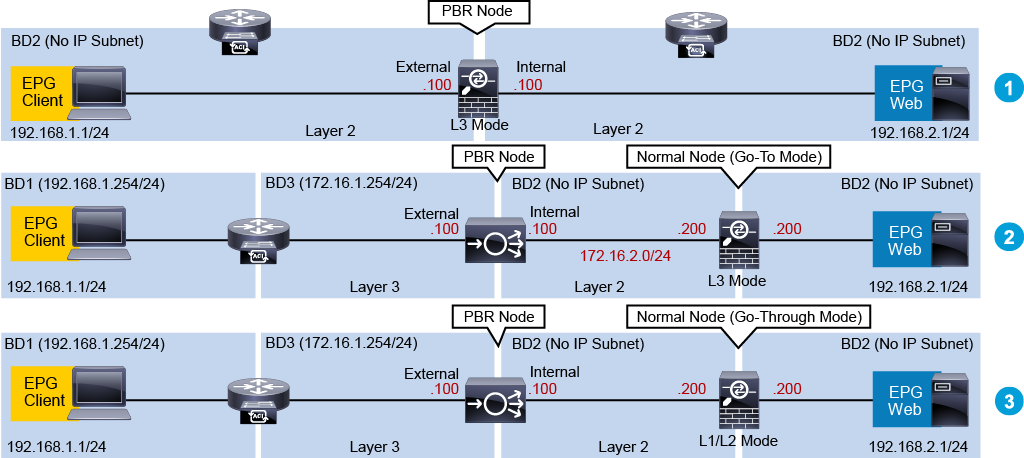 PBR Node
BD2 (No IP Subnet)
BD2 (No IP Subnet)
ACI
ACI
External
Internal
EPG
Client
.100
.100
EPG
Web
1
192.168.1.1/24
Layer 2
L3 Mode
Layer 2
192.168.2.1/24
PBR Node
Normal Node (Go-To Mode)
BD1 (192.168.1.254/24)
BD3 (172.16.1.254/24)
BD2 (No IP Subnet)
BD2 (No IP Subnet)
External
Internal
EPG
Client
.100
.100
.200
.200
EPG
Web
2
ACI
172.16.2.0/24
192.168.1.1/24
Layer 3
Layer 2
L3 Mode
192.168.2.1/24
PBR Node
Normal Node (Go-Through Mode)
BD1 (192.168.1.254/24)
BD3 (172.16.1.254/24)
BD2 (No IP Subnet)
BD2 (No IP Subnet)
External
Internal
EPG
Client
.100
.100
.200
.200
EPG
Web
3
ACI
192.168.1.1/24
Layer 3
Layer 2
L1/L2 Mode
192.168.2.1/24